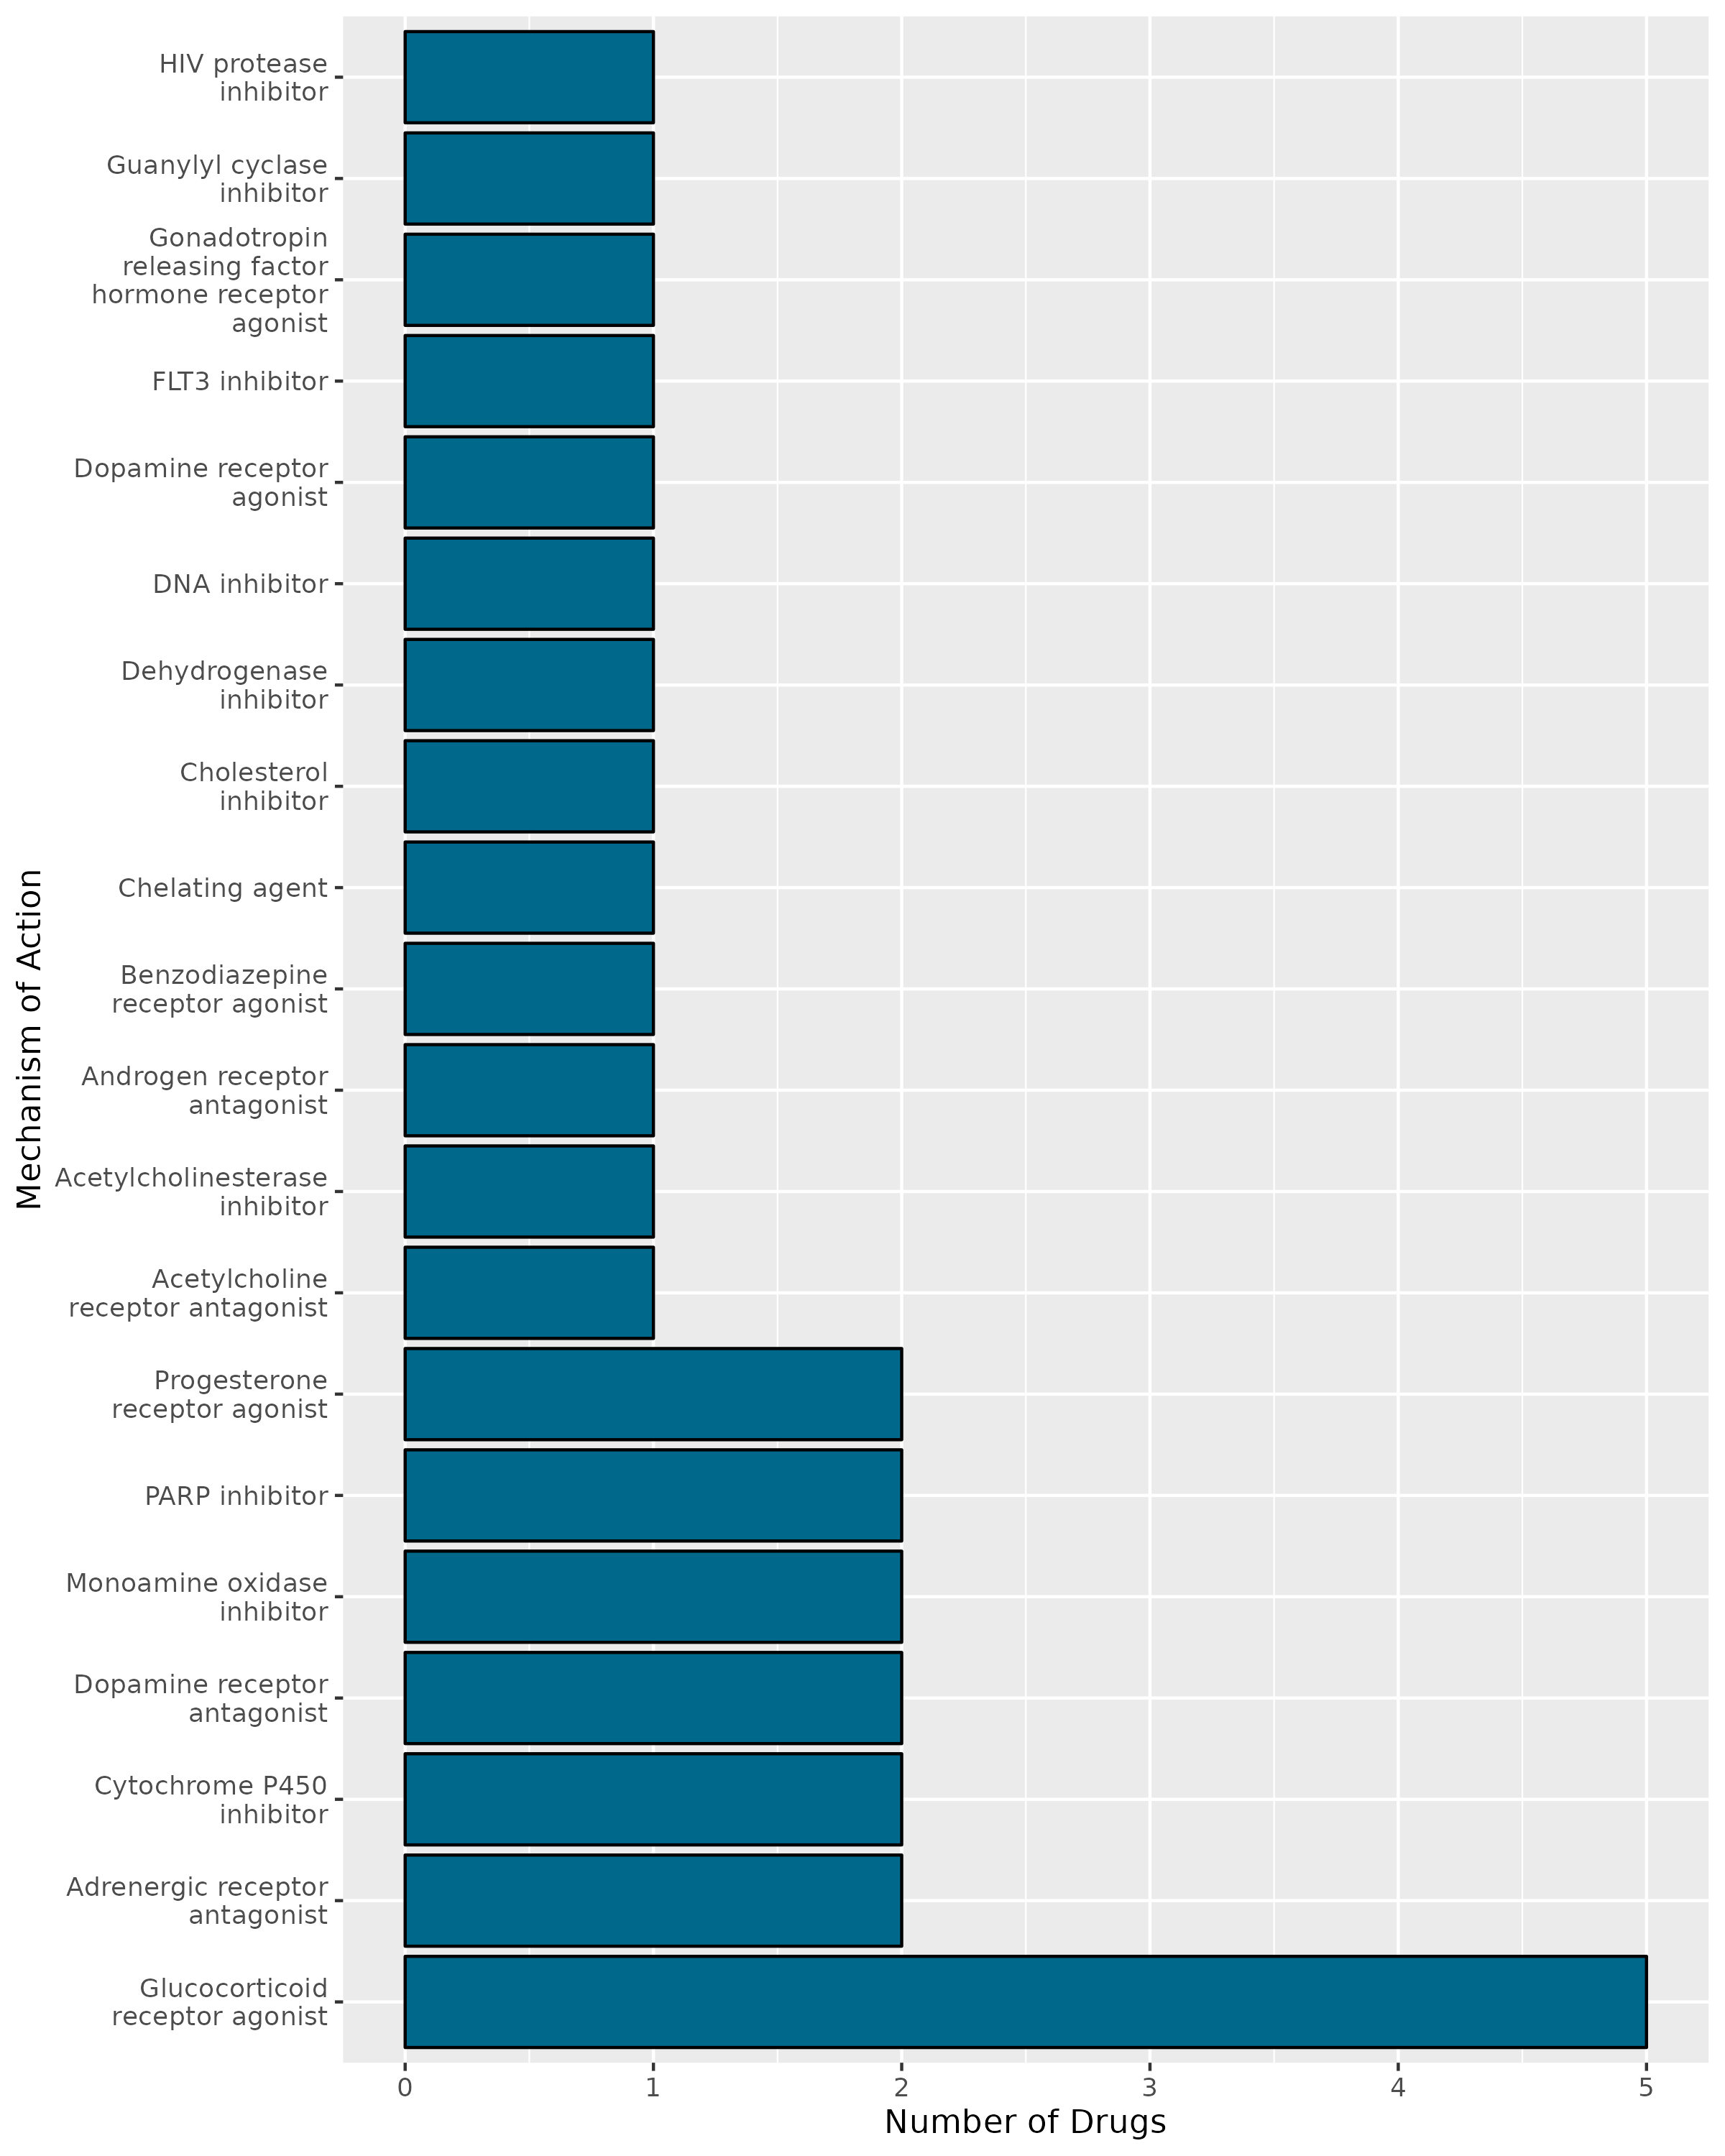 HIV protease
inhibitor
Guanylyl cyclase
inhibitor
Gonadotropin
releasing factor
hormone receptor
agonist
FLT3 inhibitor
Dopamine receptor
agonist
DNA inhibitor
Dehydrogenase
inhibitor
Cholesterol
inhibitor
Chelating agent
Benzodiazepine
receptor agonist
Androgen receptor
antagonist
Acetylcholinesterase
inhibitor
Acetylcholine
receptor antagonist
Progesterone
receptor agonist
PARP inhibitor
Monoamine oxidase
inhibitor
Dopamine receptor
antagonist
Cytochrome P450
inhibitor
Adrenergic receptor
antagonist
Glucocorticoid
receptor agonist
Mechanism of Action
0 1 2 3 4 5
Number of Drugs